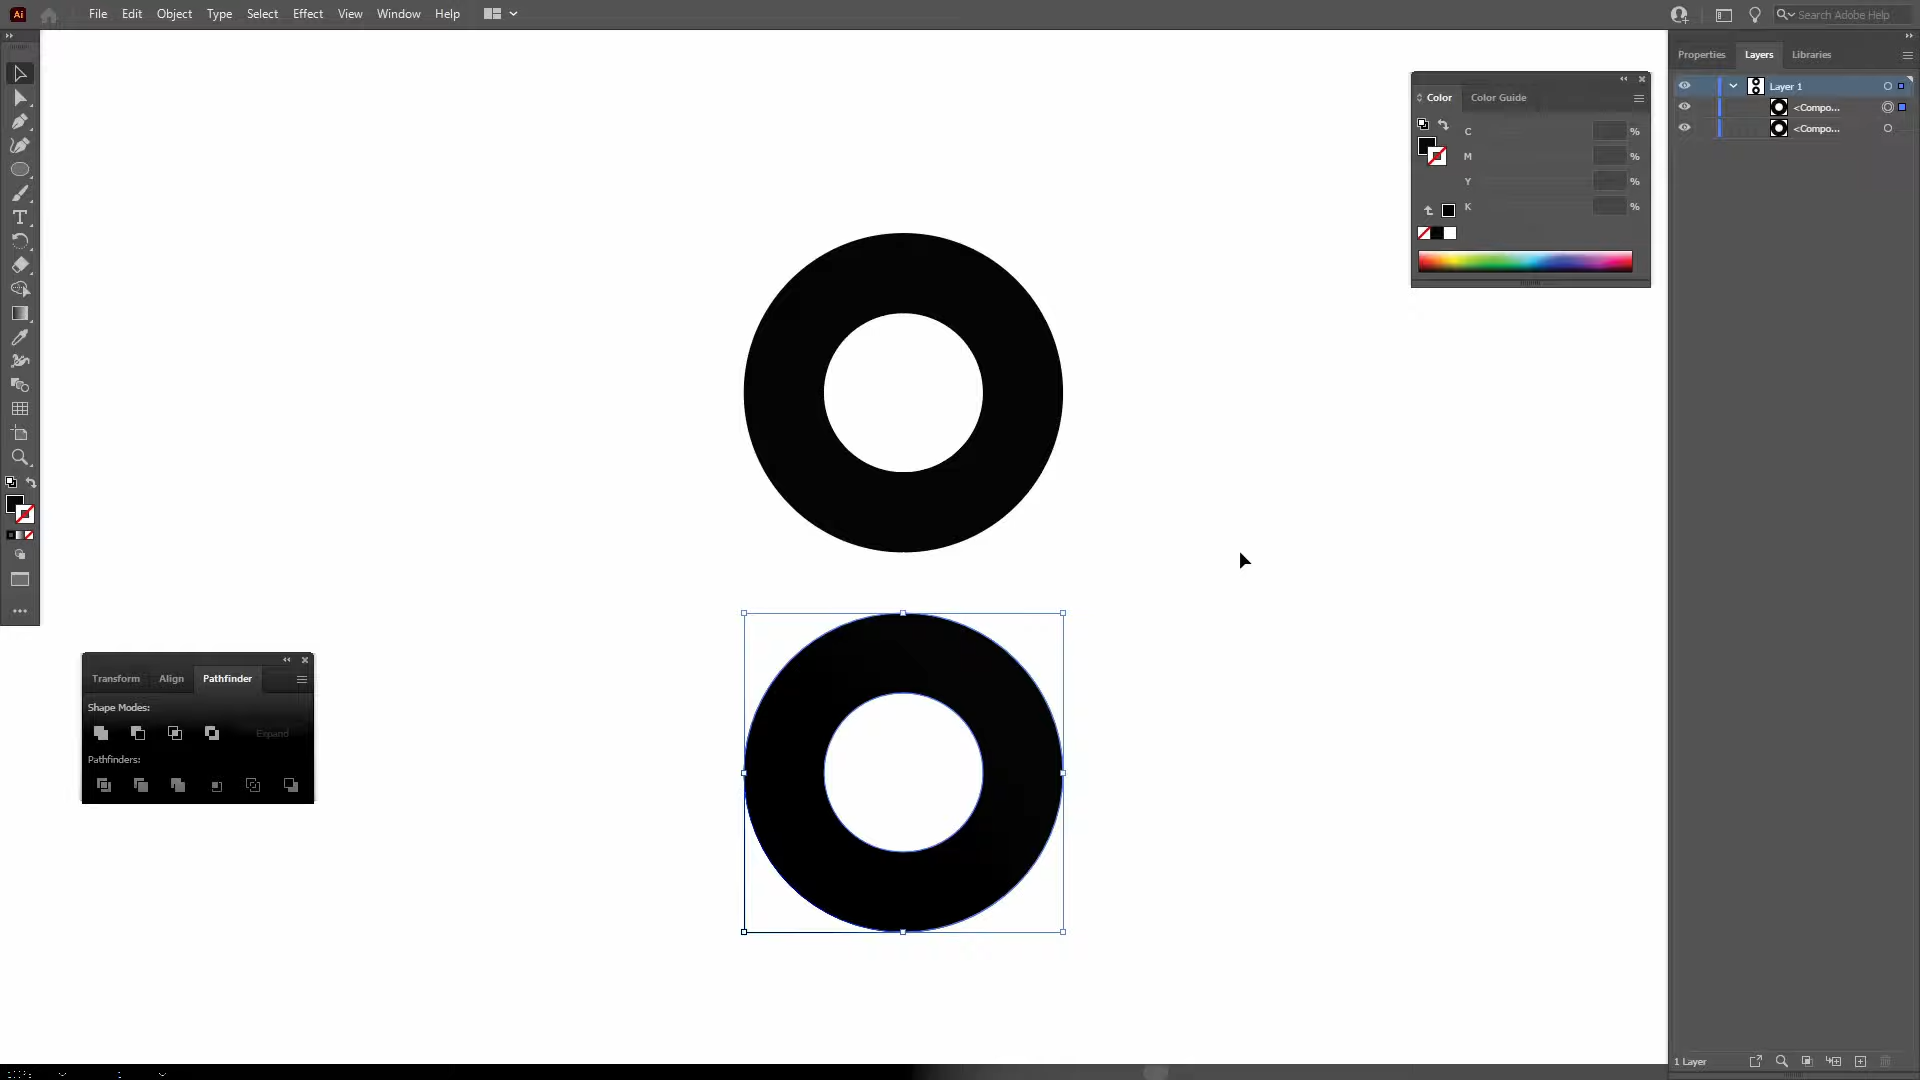 Ai File Edit Object Type Select Effect View Window Help Search Adobe Help
Properties Layers Libraries
Layer 1
<Compo...
<Compo...
Color Color Guide
C %
M %
Y %
K %
Transform Align Pathfinder
Shape Modes:
Expand
Pathfinders:
1 Layer